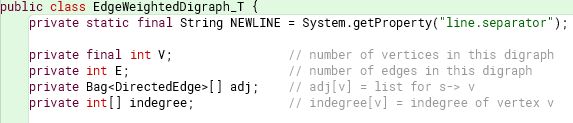 public class EdgeWeightedDigraph_T {
private static final String NEWLINE = System.getProperty("line.separator");
private final int V; // number of vertices in this digraph
private int E; // number of edges in this digraph
private Bag<DirectedEdge>[] adj; // adj[v] = list for s-> v
private int[] indegree; // indegree[v] = indegree of vertex v